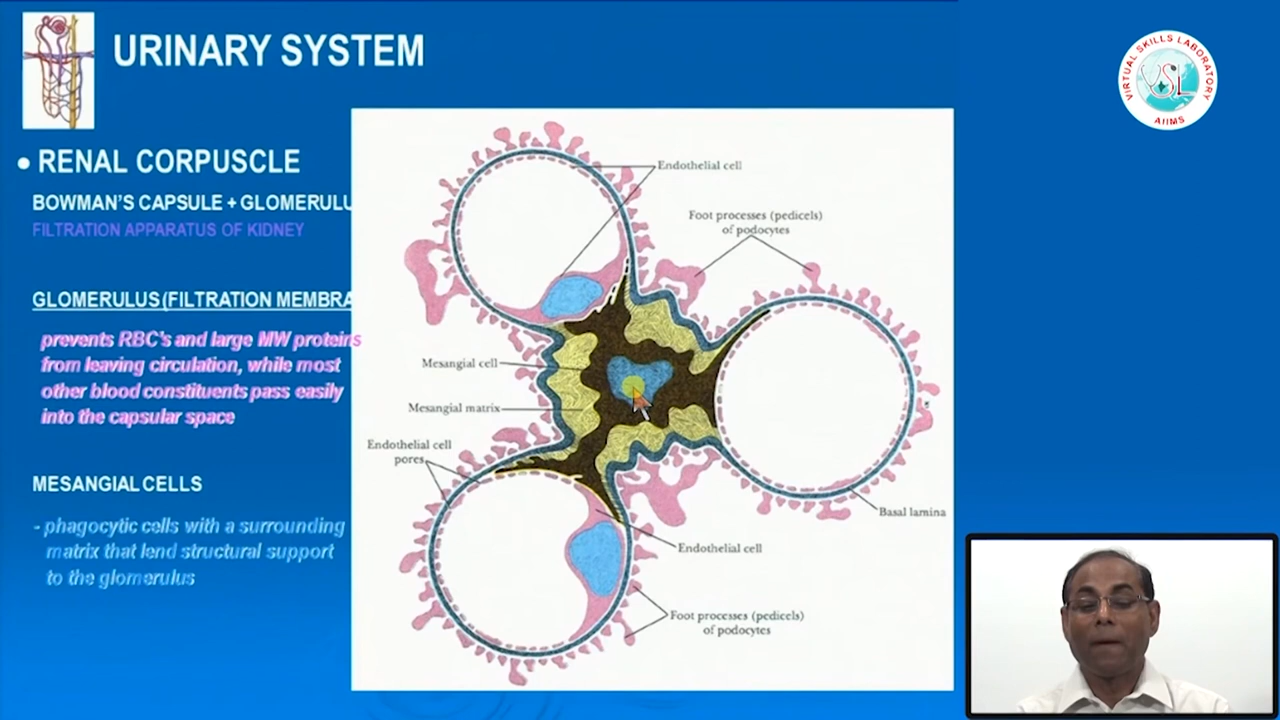 URINARY SYSTEM
VIRTUAL SKILLS LABORATORY
VSL
AIIMS
• RENAL CORPUSCLE
BOWMAN'S CAPSULE + GLOMERULU
FILTRATION APPARATUS OF KIDNEY
GLOMERULUS (FILTRATION MEMBRA
prevents RBC's and large MW proteins
from leaving circulation, while most
other blood constituents pass easily
into the capsular space
MESANGIAL CELLS
- phagocytic cells with a surrounding
matrix that lend structural support
to the glomerulus
Endothelial cell
Foot processes (pedicels)
of podocytes
Mesangial cell
Mesangial matrix
Endothelial cell
pores
Basal lamina
Endothelial cell
Foot processes (pedicels)
of podocytes